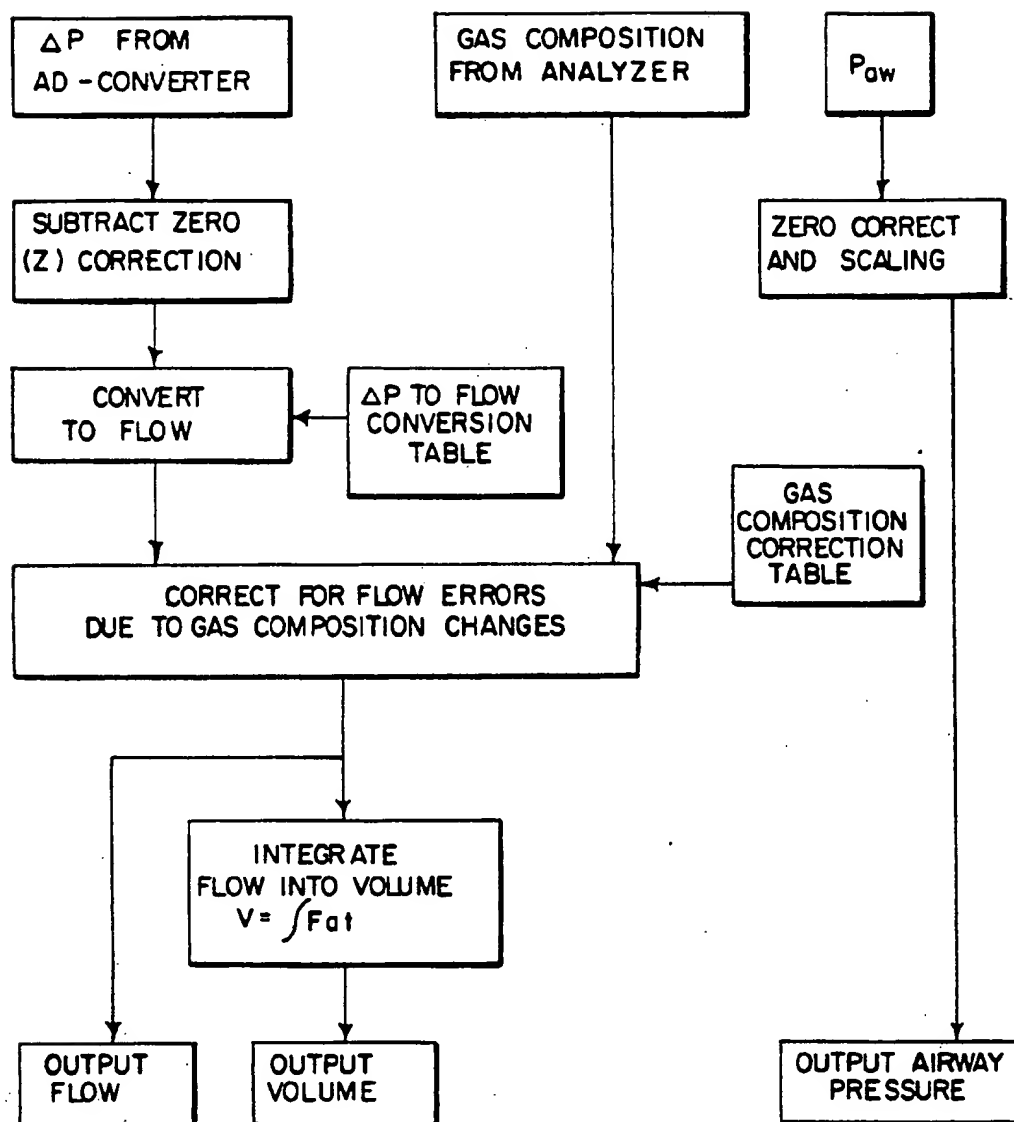 ΔP FROM
AD-CONVERTER
GAS COMPOSITION
FROM ANALYZER
Paw
SUBTRACT ZERO
(Z) CORRECTION
ZERO CORRECT
AND SCALING
CONVERT
TO FLOW
ΔP TO FLOW
CONVERSION
TABLE
GAS
COMPOSITION
CORRECTION
TABLE
CORRECT FOR FLOW ERRORS
DUE TO GAS COMPOSITION CHANGES
INTEGRATE
FLOW INTO VOLUME
V= ∫Fat
OUTPUT
FLOW
OUTPUT
VOLUME
OUTPUT AIRWAY
PRESSURE